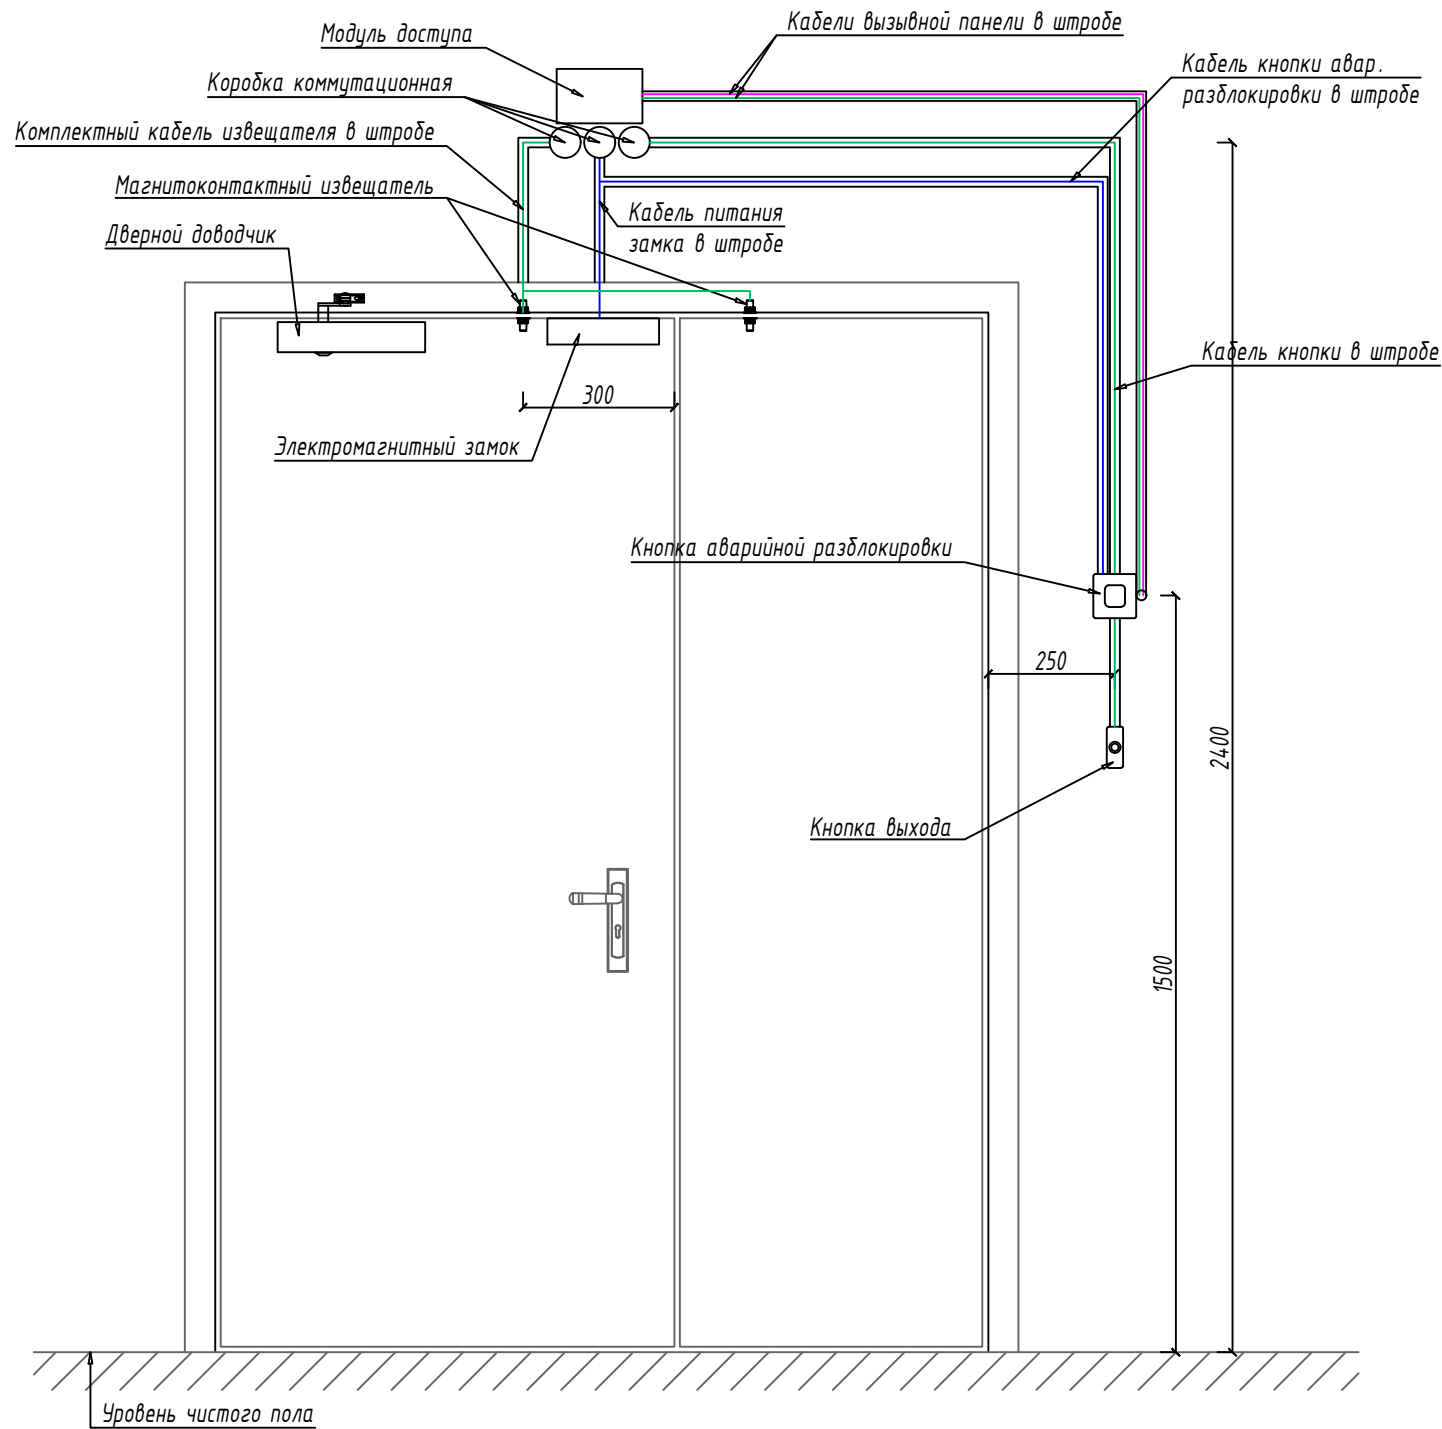 Кабели вызывной панели в штробе
Модуль доступа
Кабель кнопки авар.
разблокировки в штробе
Коробка коммутационная
Комплектный кабель извещателя в штробе
Магнитоконтактный извещатель
Кабель питания
замка в штробе
Дверной доводчик
Кабель кнопки в штробе
300
Электромагнитный замок
Кнопка аварийной разблокировки
250
2400
Кнопка выхода
1500
Уровень чистого пола